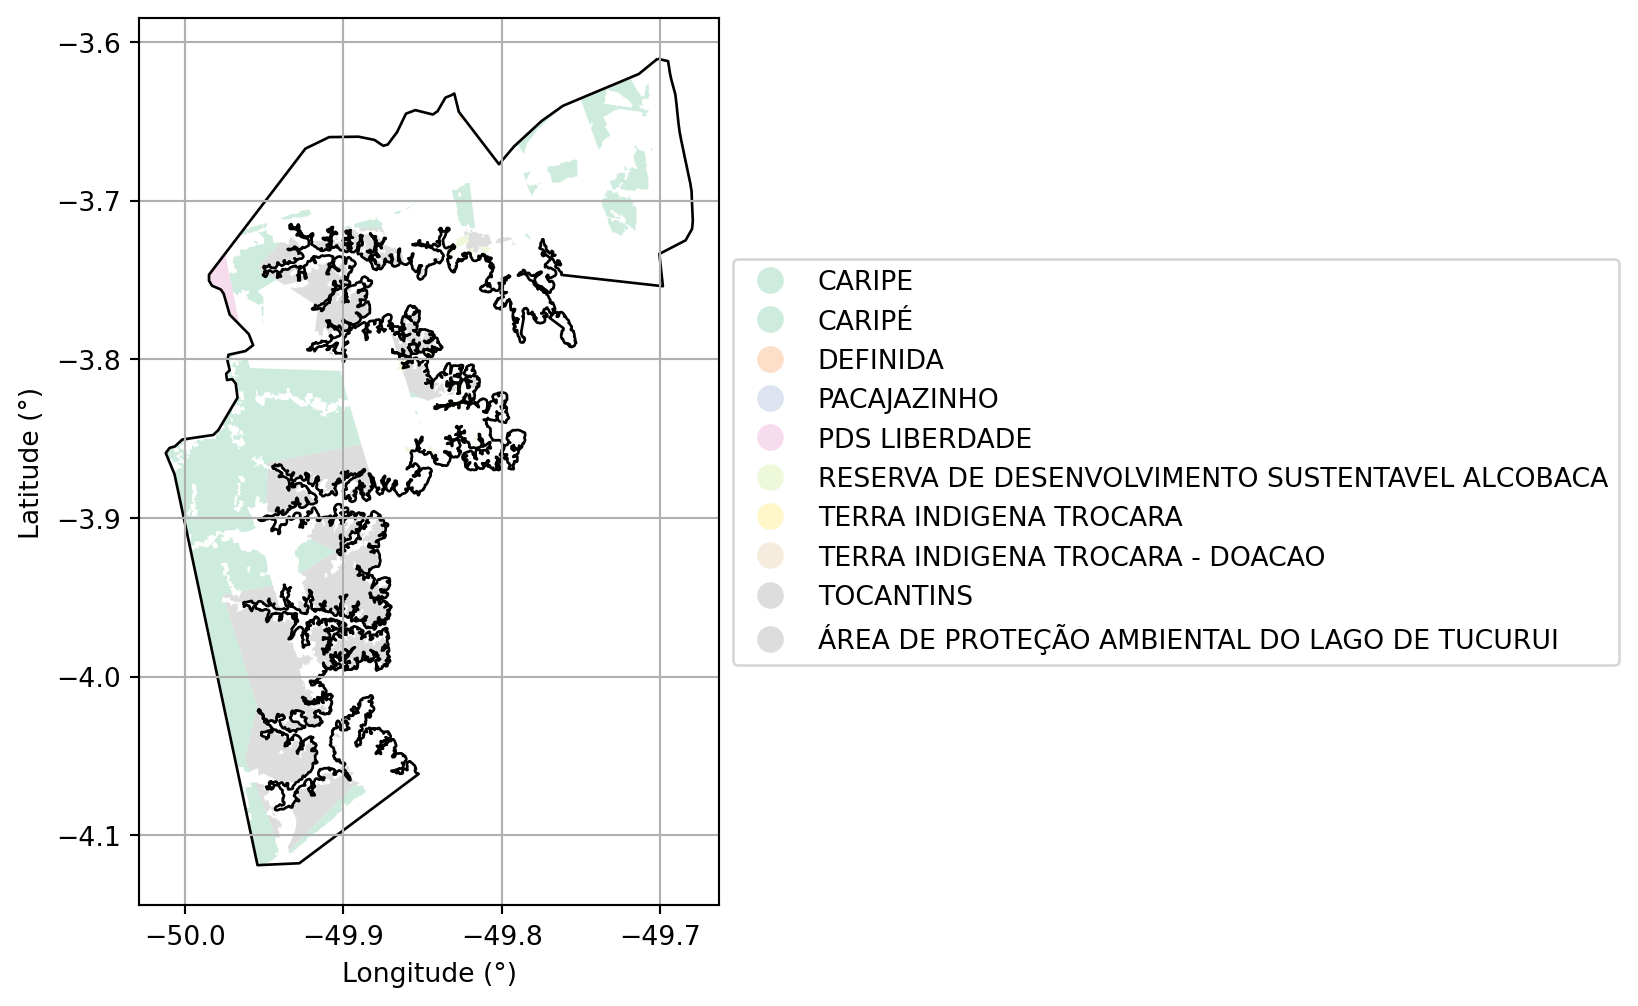 −3.6
−3.7
−3.8
−3.9
−4.0
−4.1
Latitude (°)
−50.0
−49.9
−49.8
−49.7
Longitude (°)
CARIPE
CARIPÉ
DEFINIDA
PACAJAZINHO
PDS LIBERDADE
RESERVA DE DESENVOLVIMENTO SUSTENTAVEL ALCOBACA
TERRA INDIGENA TROCARA
TERRA INDIGENA TROCARA - DOACAO
TOCANTINS
ÁREA DE PROTEÇÃO AMBIENTAL DO LAGO DE TUCURUI